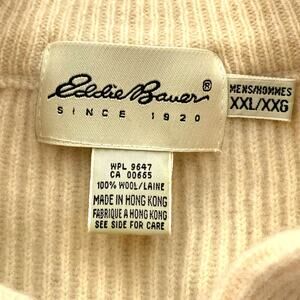 Eddie Bauer®
SINCE 1920
MENS/HOMMES
XXL/XXG
WPL 9647
CA 00665
100% WOOL/LAINE
MADE IN HONG KONG
FABRIQUE A HONG KONG
SEE SIDE FOR CARE